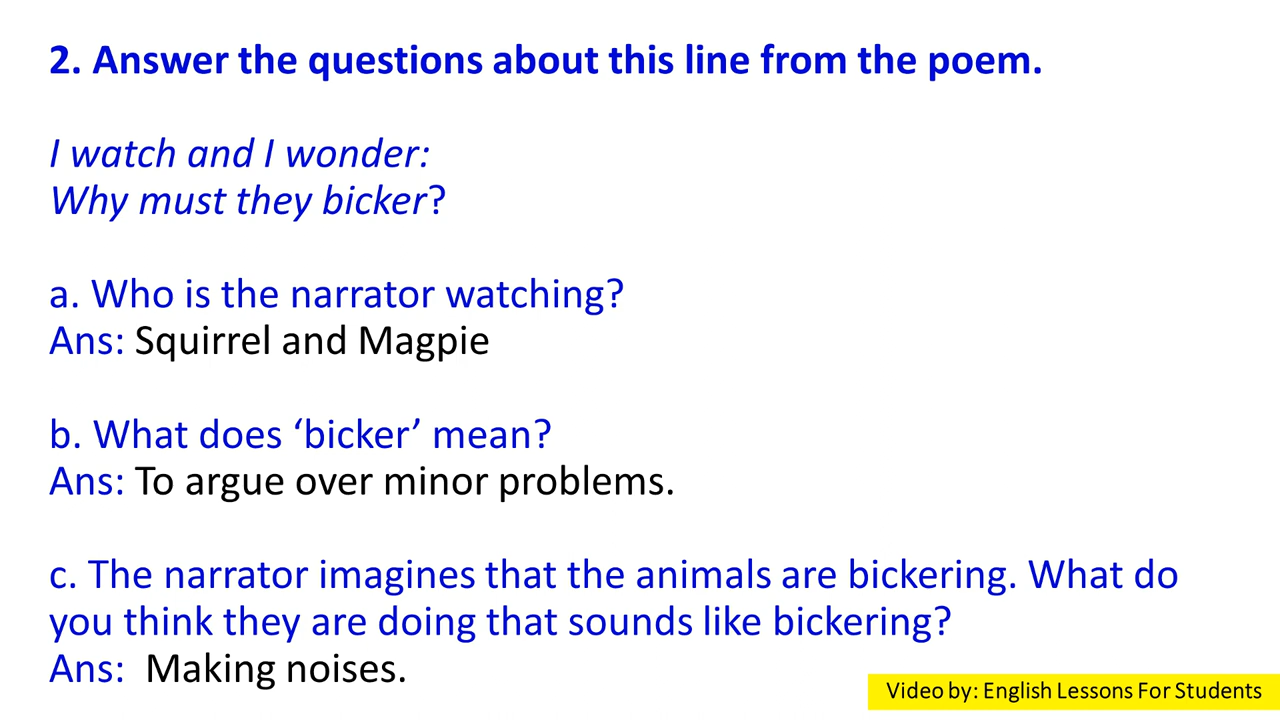 2. Answer the questions about this line from the poem.
I watch and I wonder:
Why must they bicker?
a. Who is the narrator watching?
Ans: Squirrel and Magpie
b. What does ‘bicker’ mean?
Ans: To argue over minor problems.
c. The narrator imagines that the animals are bickering. What do
you think they are doing that sounds like bickering?
Ans: Making noises.
Video by: English Lessons For Students